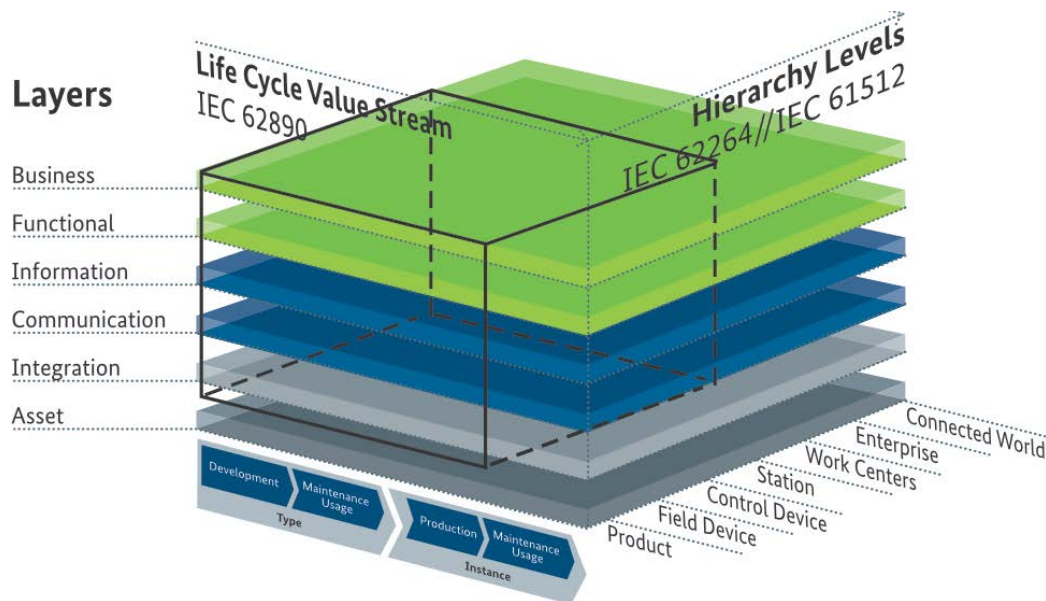 Layers
Life Cycle Value Stream
IEC 62890
Hierarchy Levels
IEC 62264//IEC 61512
Business
Functional
Information
Communication
Integration
Asset
Development
Maintenance
Usage
Type
Production
Maintenance
Usage
Instance
Product
Field Device
Control Device
Station
Work Centers
Enterprise
Connected World